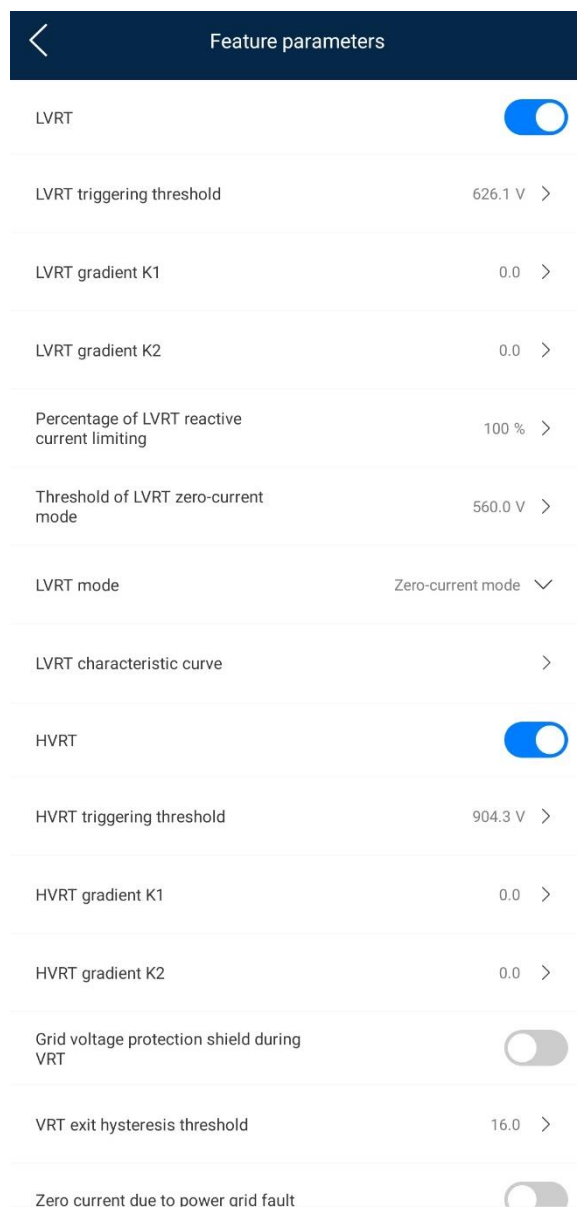 Feature parameters
LVRT
LVRT triggering threshold 626.1 V
LVRT gradient K1 0.0
LVRT gradient K2 0.0
Percentage of LVRT reactive
current limiting 100 %
Threshold of LVRT zero-current
mode 560.0 V
LVRT mode Zero-current mode
LVRT characteristic curve
HVRT
HVRT triggering threshold 904.3 V
HVRT gradient K1 0.0
HVRT gradient K2 0.0
Grid voltage protection shield during
VRT
VRT exit hysteresis threshold 16.0
Zero current due to power grid fault